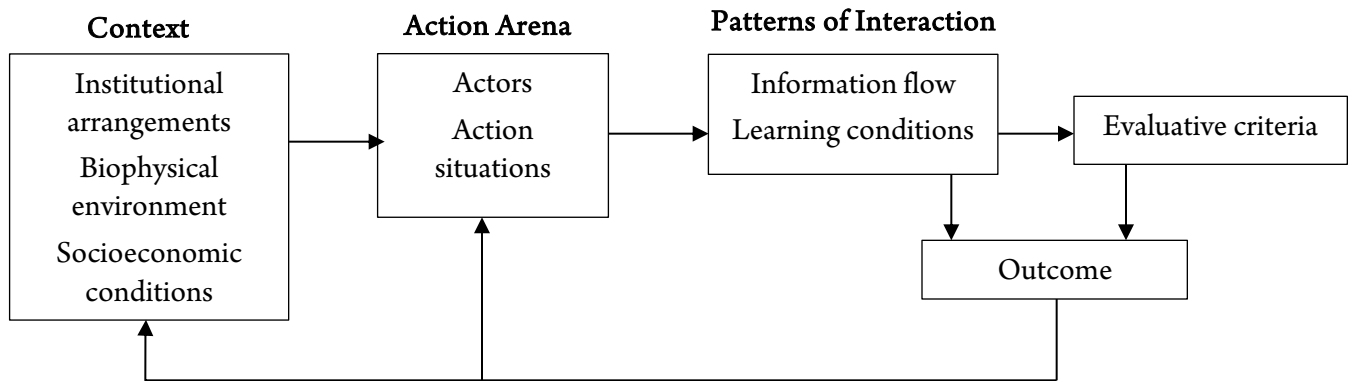 Context
Institutional
arrangements
Biophysical
environment
Socioeconomic
conditions
Action Arena
Actors
Action
situations
Patterns of Interaction
Information flow
Learning conditions
Evaluative criteria
Outcome